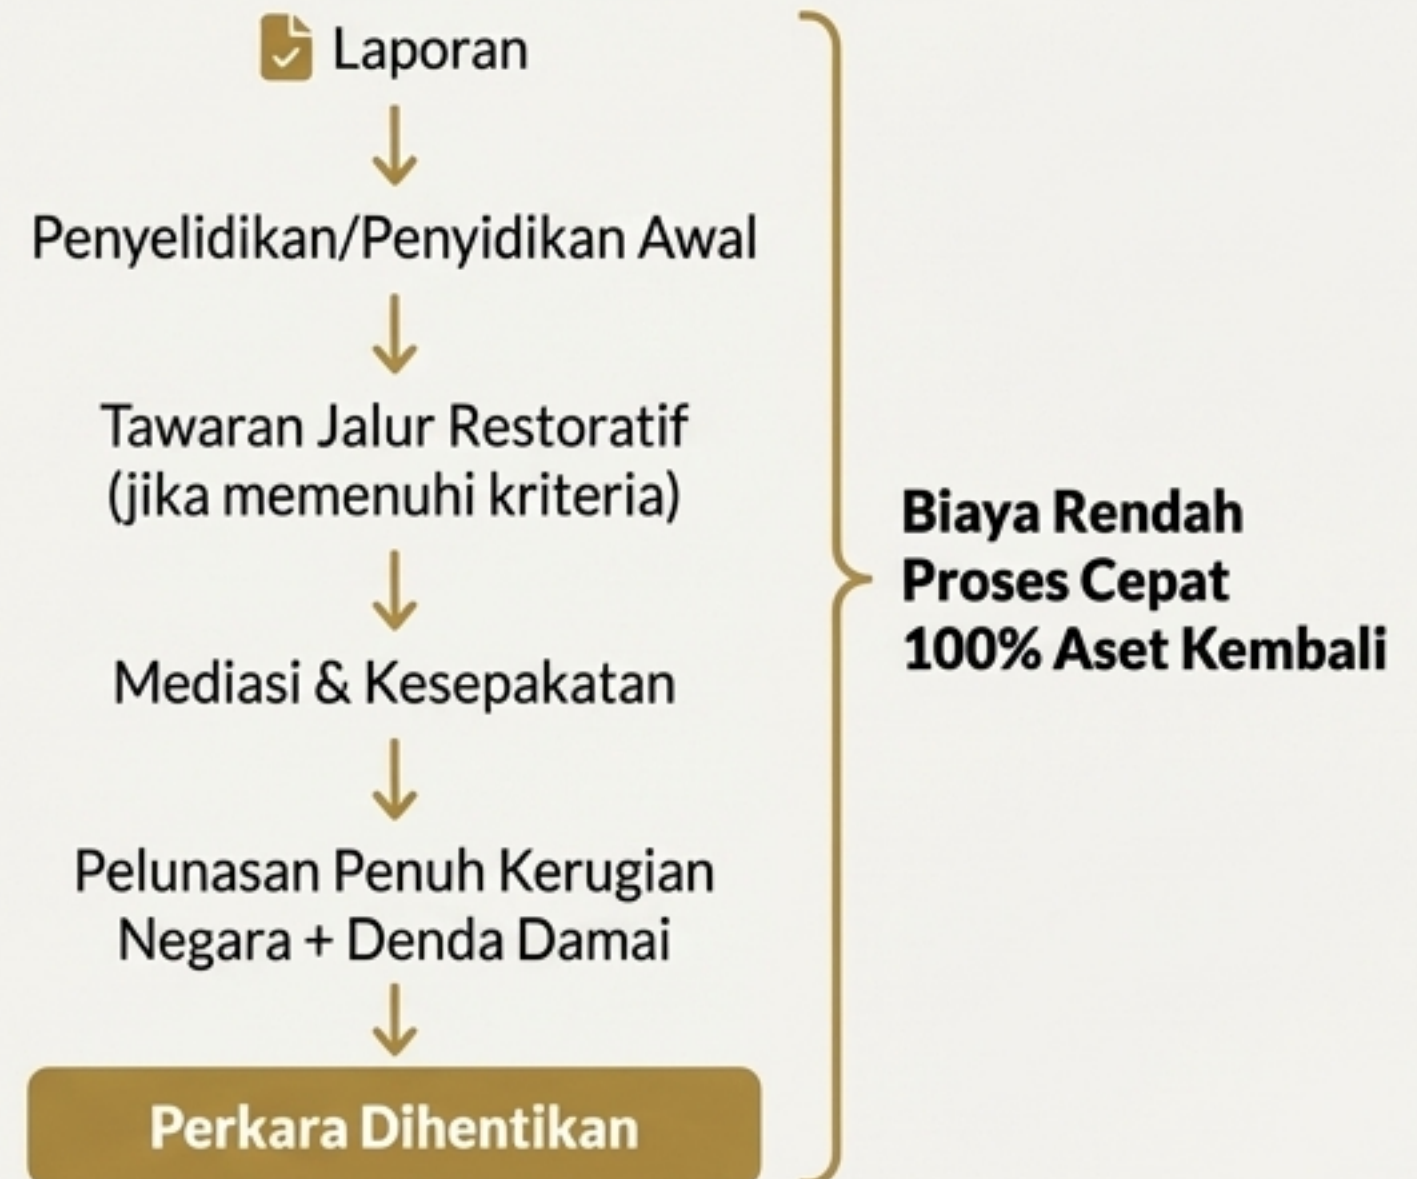 Laporan
Penyelidikan/Penyidikan Awal
Tawaran Jalur Restoratif
(jika memenuhi kriteria)
Mediasi & Kesepakatan
Pelunasan Penuh Kerugian
Negara + Denda Damai
Perkara Dihentikan
Biaya Rendah
Proses Cepat
100% Aset Kembali